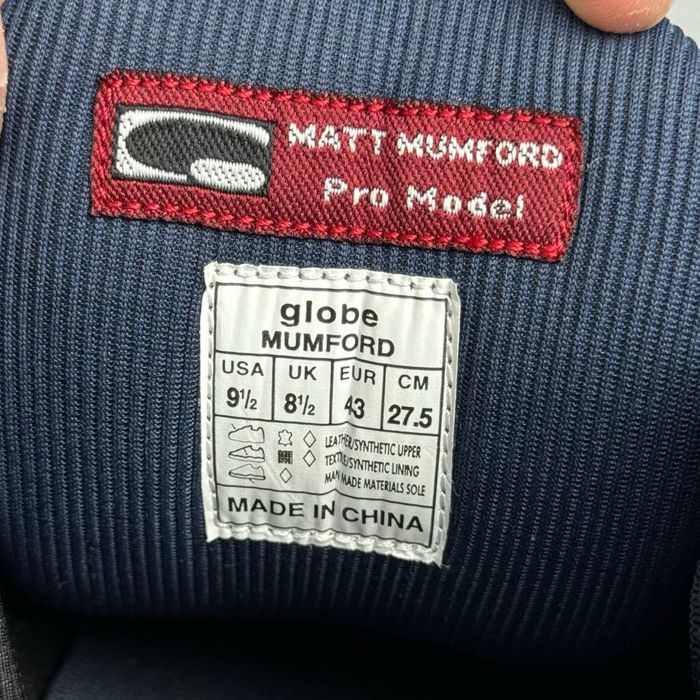 MATT MUMFORD
Pro Model
globe
MUMFORD
USA UK EUR CM
9½ 8½ 43 27.5
LEATHER/SYNTHETIC UPPER
TEXTILE/SYNTHETIC LINING
MAN MADE MATERIALS SOLE
MADE IN CHINA